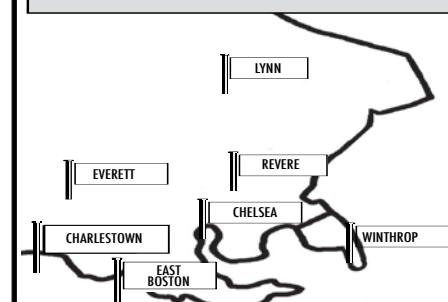 LYNN
REVERE
EVERETT
CHELSEA
CHARLESTOWN
WINTHROP
EAST
BOSTON